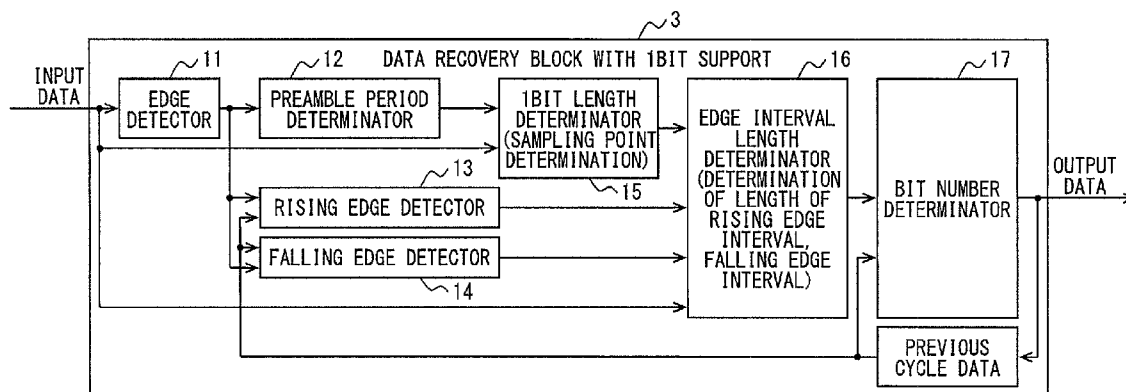 3
DATA RECOVERY BLOCK WITH 1BIT SUPPORT
INPUT
DATA
11
EDGE
DETECTOR
12
PREAMBLE PERIOD
DETERMINATOR
1BIT LENGTH
DETERMINATOR
(SAMPLING POINT
DETERMINATION)
15
13
RISING EDGE DETECTOR
FALLING EDGE DETECTOR
14
16
EDGE INTERVAL
LENGTH
DETERMINATOR
(DETERMINATION
OF LENGTH OF
RISING EDGE
INTERVAL,
FALLING EDGE
INTERVAL)
17
BIT NUMBER
DETERMINATOR
OUTPUT
DATA
PREVIOUS
CYCLE DATA